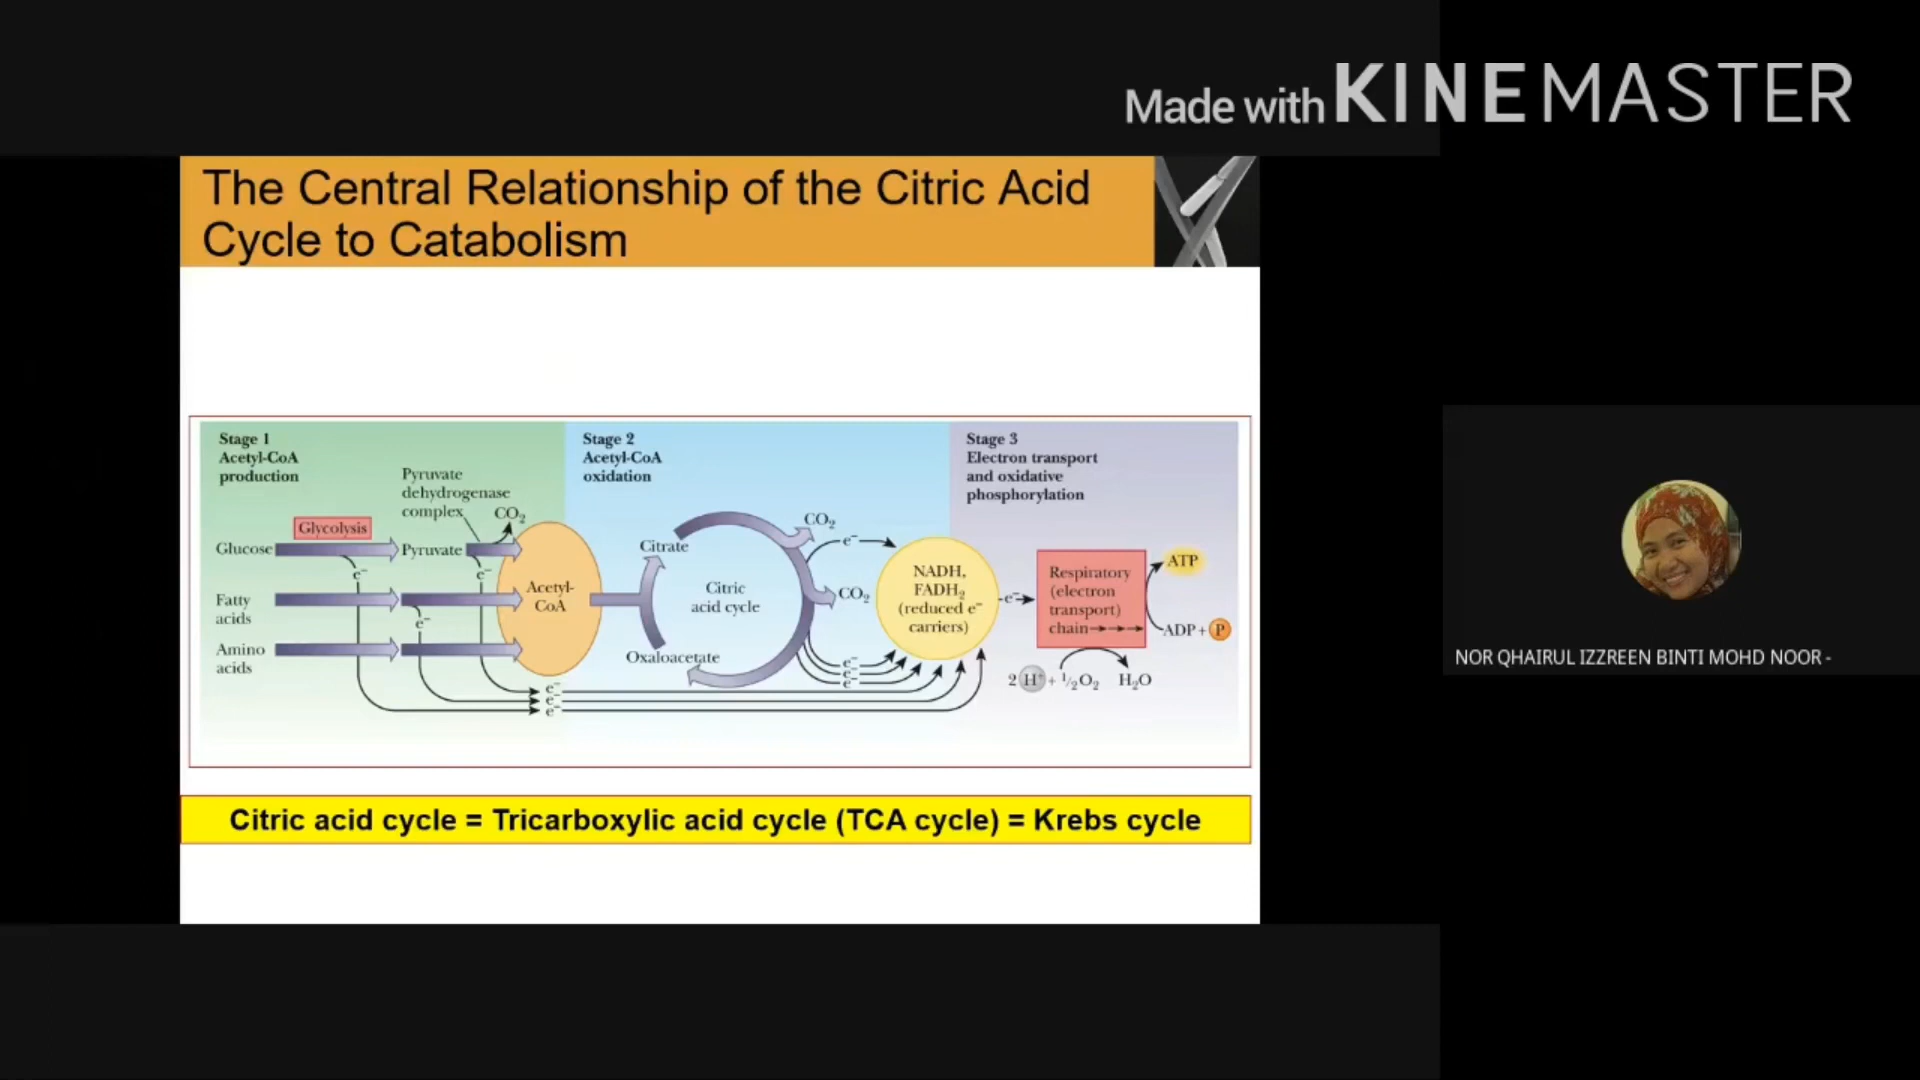 Made with KINEMASTER
The Central Relationship of the Citric Acid
Cycle to Catabolism
Stage 1
Acetyl-CoA
production
Stage 2
Acetyl-CoA
oxidation
Stage 3
Electron transport
and oxidative
phosphorylation
Pyruvate
dehydrogenase
complex
CO₂
Glycolysis
Glucose
Pyruvate
e⁻
e⁻
Fatty
acids
e⁻
Amino
acids
Acetyl-
CoA
Citrate
Citric
acid cycle
Oxaloacetate
CO₂
e⁻
CO₂
e⁻
e⁻
e⁻
e⁻
e⁻
e⁻
NADH,
FADH₂
(reduced e⁻
carriers)
e⁻
Respiratory
(electron
transport)
chain
ATP
ADP + P
2 H⁺ + ½O₂ H₂O
Citric acid cycle = Tricarboxylic acid cycle (TCA cycle) = Krebs cycle
NOR QHAIRUL IZZREEN BINTI MOHD NOOR -